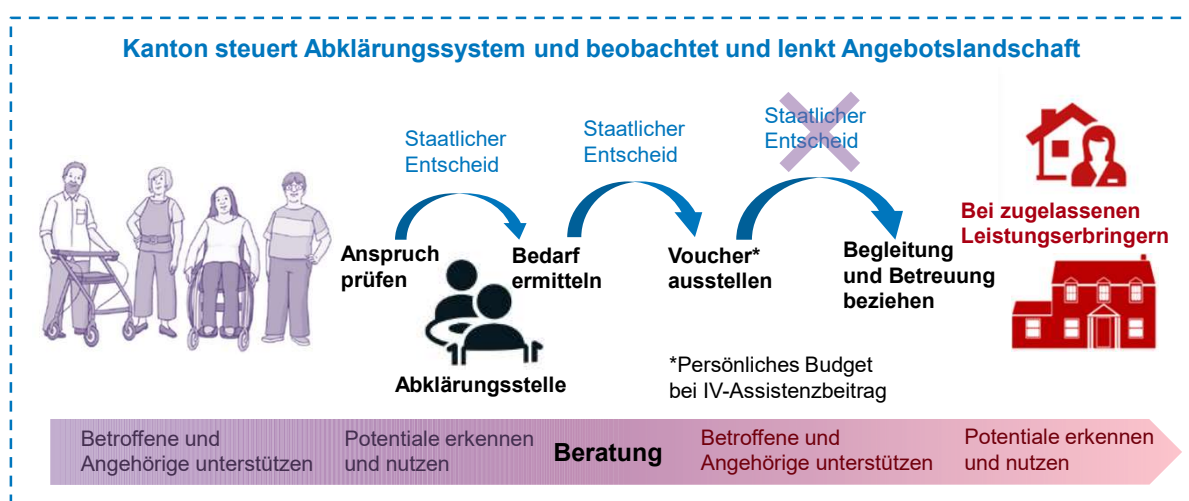 Kanton steuert Abklärungssystem und beobachtet und lenkt Angebotslandschaft
Staatlicher
Entscheid
Staatlicher
Entscheid
Staatlicher
Entscheid
Anspruch
prüfen
Bedarf
ermitteln
Voucher*
ausstellen
Begleitung
und Betreuung
beziehen
Bei zugelassenen
Leistungserbringern
Abklärungsstelle
*Persönliches Budget
bei IV-Assistenzbeitrag
Betroffene und
Angehörige unterstützen
Potentiale erkennen
und nutzen
Beratung
Betroffene und
Angehörige unterstützen
Potentiale erkennen
und nutzen